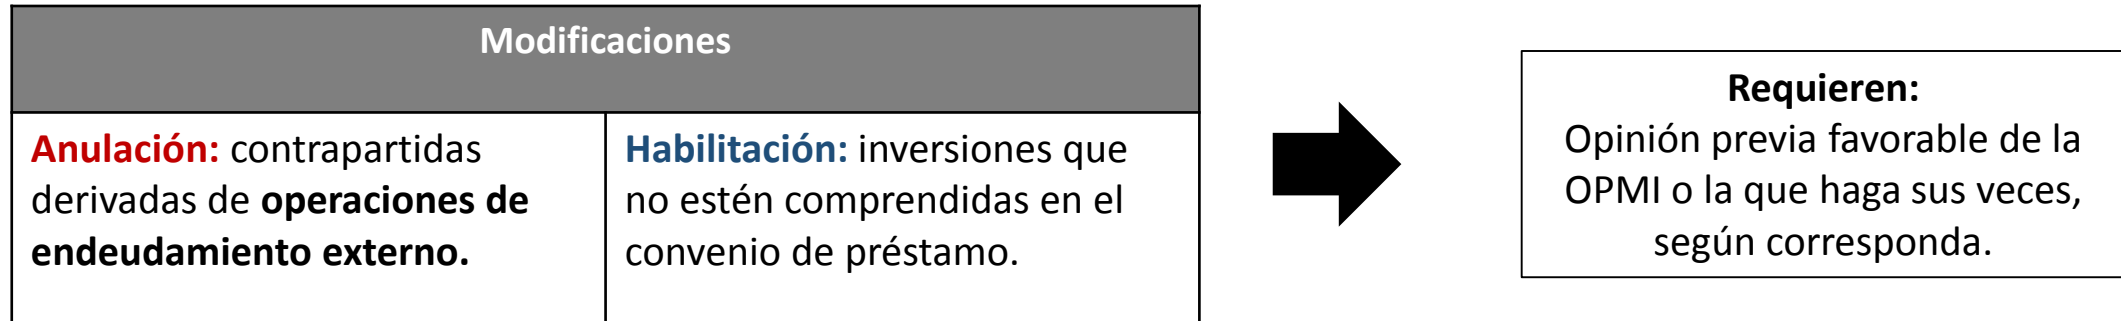 Modificaciones
Anulación: contrapartidas
derivadas de operaciones de
endeudamiento externo.
Habilitación: inversiones que
no estén comprendidas en el
convenio de préstamo.
Requieren:
Opinión previa favorable de la
OPMI o la que haga sus veces,
según corresponda.